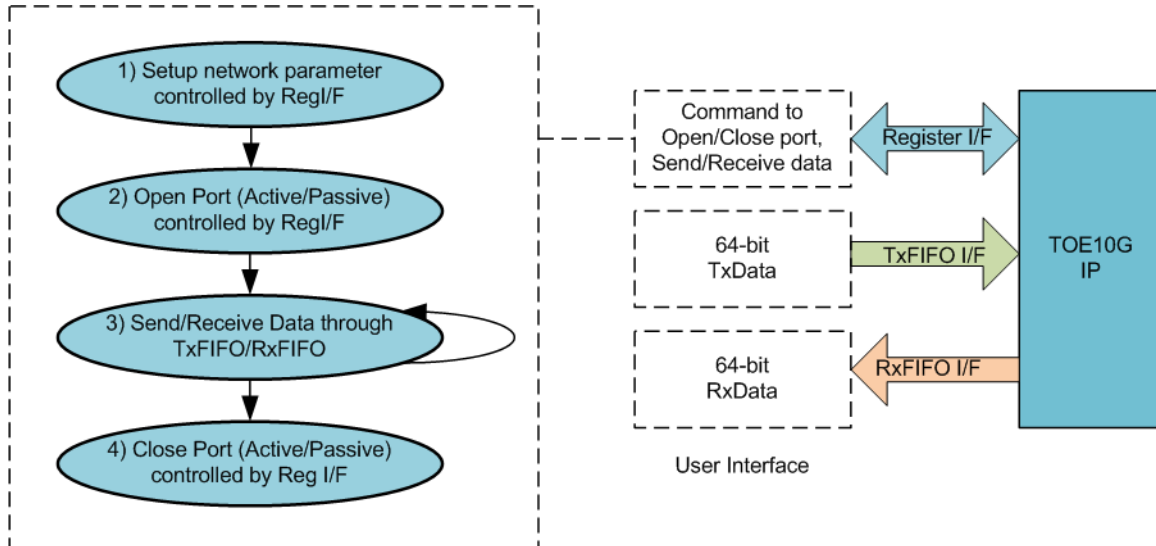 1) Setup network parameter
controlled by RegI/F
2) Open Port (Active/Passive)
controlled by RegI/F
3) Send/Receive Data through
TxFIFO/RxFIFO
4) Close Port (Active/Passive)
controlled by Reg I/F
Command to
Open/Close port,
Send/Receive data
Register I/F
64-bit
TxData
TxFIFO I/F
64-bit
RxData
RxFIFO I/F
User Interface
TOE10G
IP